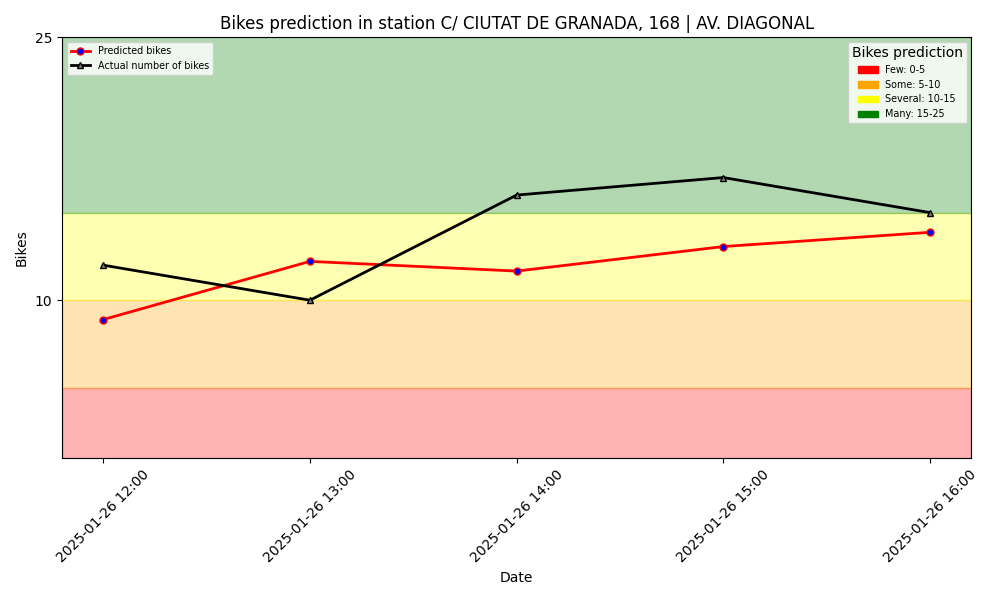 Bikes prediction in station C/ CIUTAT DE GRANADA, 168 | AV. DIAGONAL
25
Predicted bikes
Actual number of bikes
Bikes prediction
Few: 0-5
Some: 5-10
Several: 10-15
Many: 15-25
Bikes
10
2025-01-26 12:00
2025-01-26 13:00
2025-01-26 14:00
2025-01-26 15:00
2025-01-26 16:00
Date